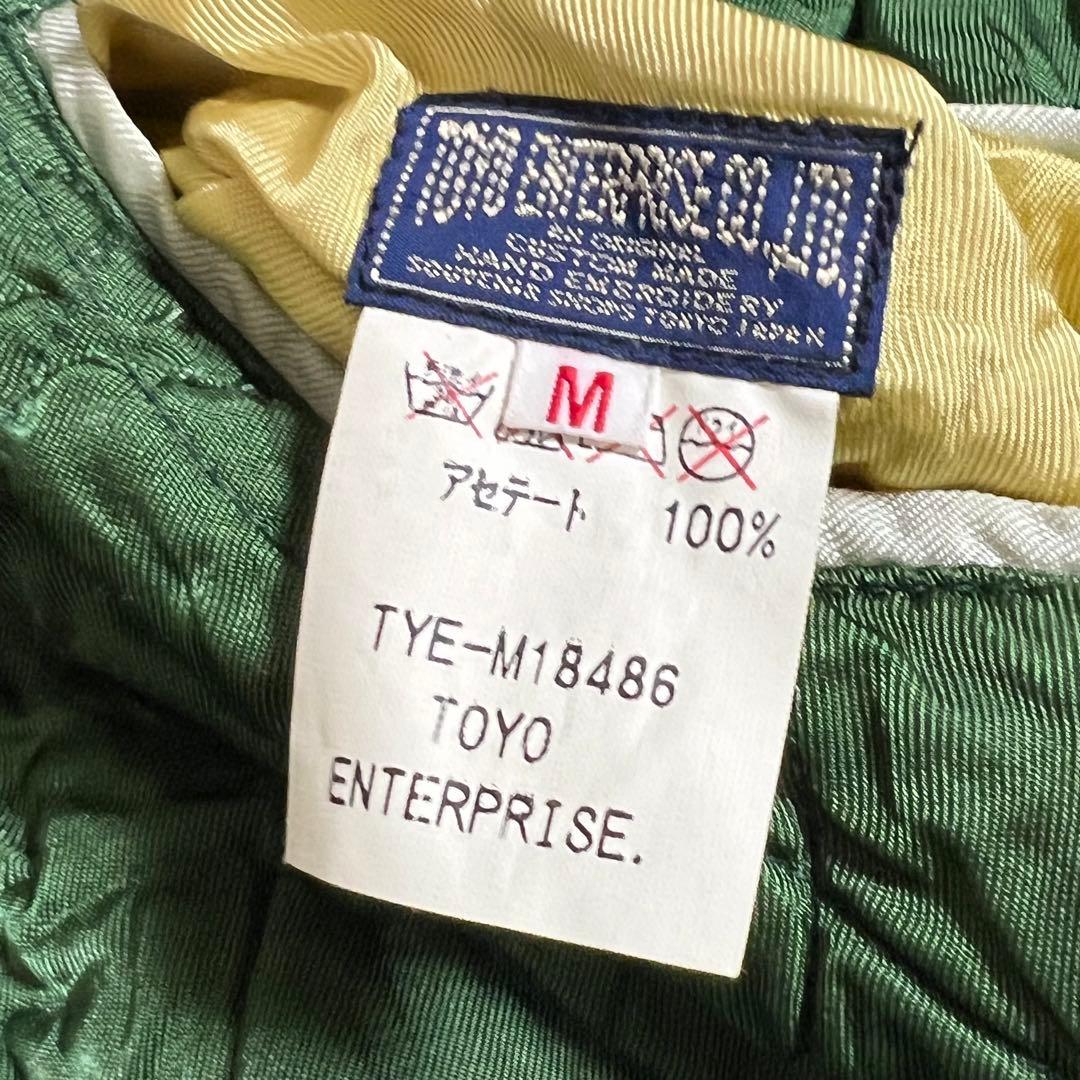 TOYO ENTERPRISE CO., LTD.
AN ORIGINAL
CUSTOM MADE
HAND EMBROIDERY
SOUVENIR SHOPS TOKYO JAPAN
M
アセテート 100%
TYE-M18486
TOYO
ENTERPRISE.